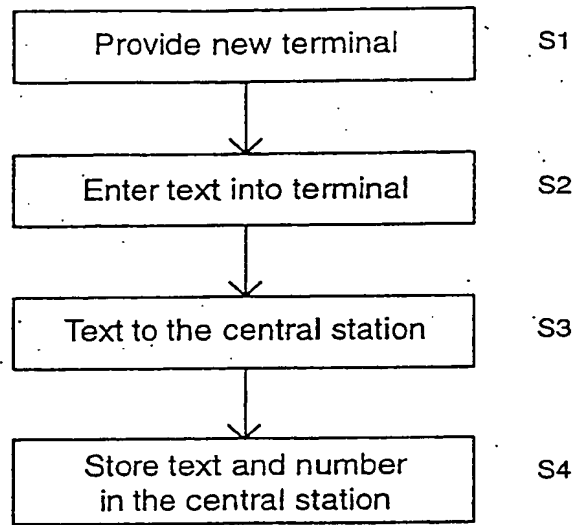 Provide new terminal S1
Enter text into terminal S2
Text to the central station S3
Store text and number S4
in the central station